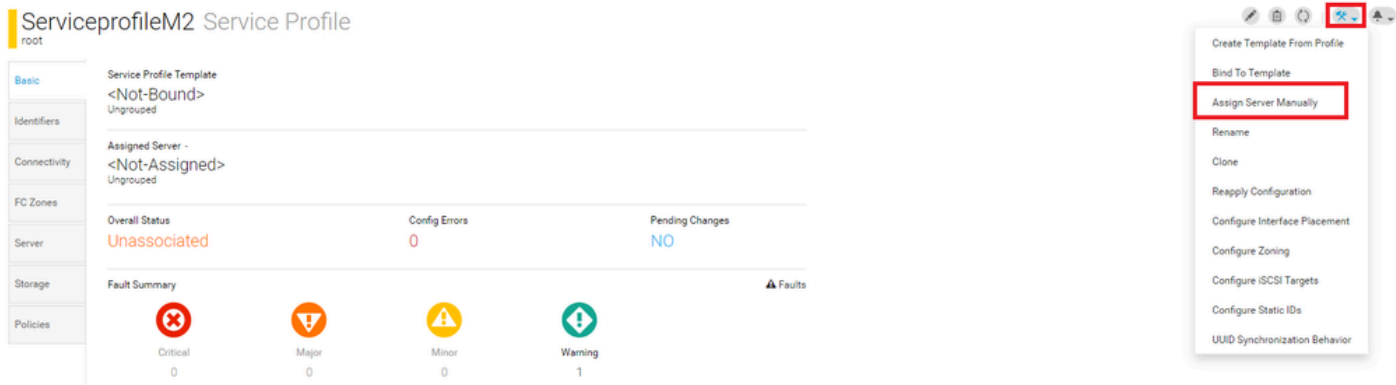 ServiceprofileM2 Service Profile
root
Basic
Identifiers
Connectivity
FC Zones
Server
Storage
Policies
Service Profile Template
<Not-Bound>
Ungrouped
Assigned Server -
<Not-Assigned>
Ungrouped
Overall Status
Unassociated
Config Errors
0
Pending Changes
NO
Fault Summary
Faults
Critical
0
Major
0
Minor
0
Warning
1
Create Template From Profile
Bind To Template
Assign Server Manually
Rename
Clone
Reapply Configuration
Configure Interface Placement
Configure Zoning
Configure iSCSI Targets
Configure Static IDs
UUID Synchronization Behavior